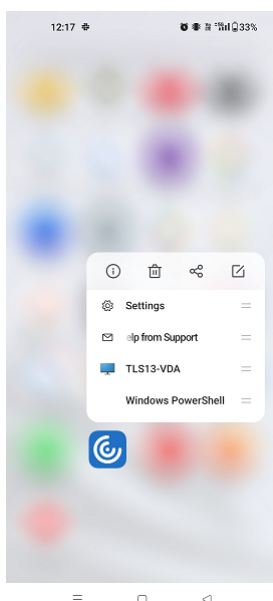 12:17
33%
Settings
elp from Support
TLS13-VDA
Windows PowerShell